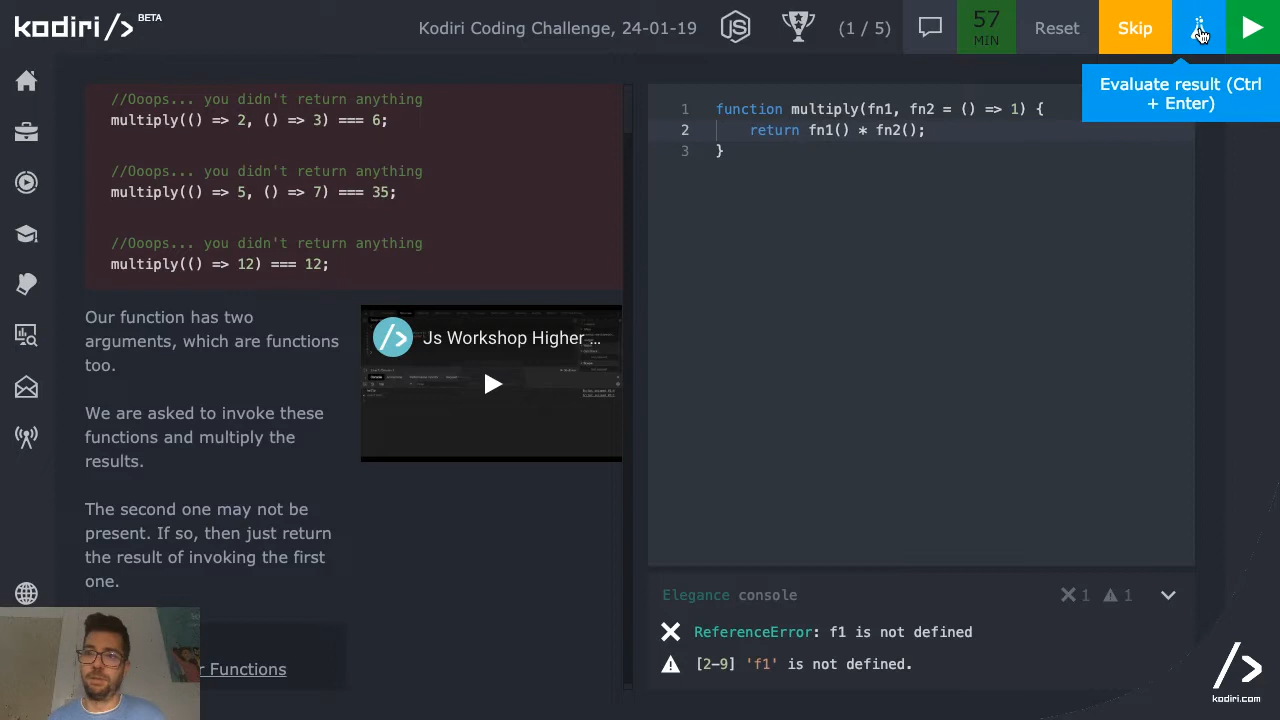 kodiri/> BETA
Kodiri Coding Challenge, 24-01-19
JS
(1 / 5)
57
MIN
Reset
Skip
Evaluate result (Ctrl
+ Enter)
//Ooops... you didn't return anything
multiply(() => 2, () => 3) === 6;
//Ooops... you didn't return anything
multiply(() => 5, () => 7) === 35;
//Ooops... you didn't return anything
multiply(() => 12) === 12;
Our function has two
arguments, which are functions
too.
We are asked to invoke these
functions and multiply the
results.
The second one may not be
present. If so, then just return
the result of invoking the first
one.
</> Js Workshop Higher ...
r Functions
1 function multiply(fn1, fn2 = () => 1) {
2 return fn1() * fn2();
3 }
Elegance console
1 1
ReferenceError: f1 is not defined
[2-9] 'f1' is not defined.
</>
kodiri.com